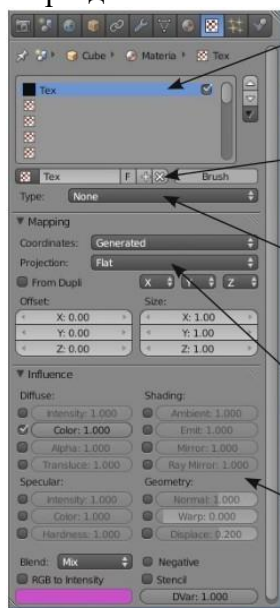 Cube Materia Tex
Tex
Tex F Brush
Type: None
Mapping
Coordinates: Generated
Projection: Flat
From Dupli X Y Z
Offset: Size:
X: 0.00 X: 1.00
Y: 0.00 Y: 1.00
Z: 0.00 Z: 1.00
Influence
Diffuse: Shading:
Intensity: 1.000 Ambient: 1.000
Color: 1.000 Emit: 1.000
Alpha: 1.000 Mirror: 1.000
Transluce: 1.000 Ray Mirror: 1.000
Specular: Geometry:
Intensity: 1.000 Normal: 1.000
Color: 1.000 Warp: 0.000
Hardness: 1.000 Displace: 0.200
Blend: Mix Negative
RGB to Intensity Stencil
DVar: 1.000